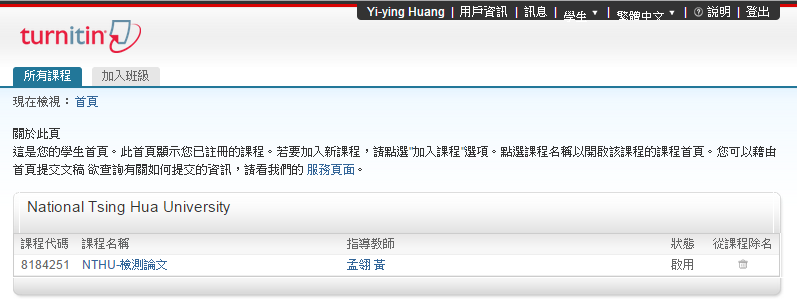 Yi-ying Huang | 用戶資訊 | 訊息 | 學生 ▼ | 繁體中文 ▼ | ? 說明 | 登出
turnitin
所有課程 加入班級
現在檢視： 首頁
關於此頁
這是您的學生首頁。此首頁顯示您已註冊的課程。若要加入新課程，請點選"加入課程"選項。點選課程名稱以開啟該課程的課程首頁。您可以藉由
首頁提交文稿 欲查詢有關如何提交的資訊，請看我們的 服務頁面。
National Tsing Hua University
課程代碼 課程名稱 指導教師 狀態 從課程除名
8184251 NTHU-檢測論文 孟翎 黃 啟用